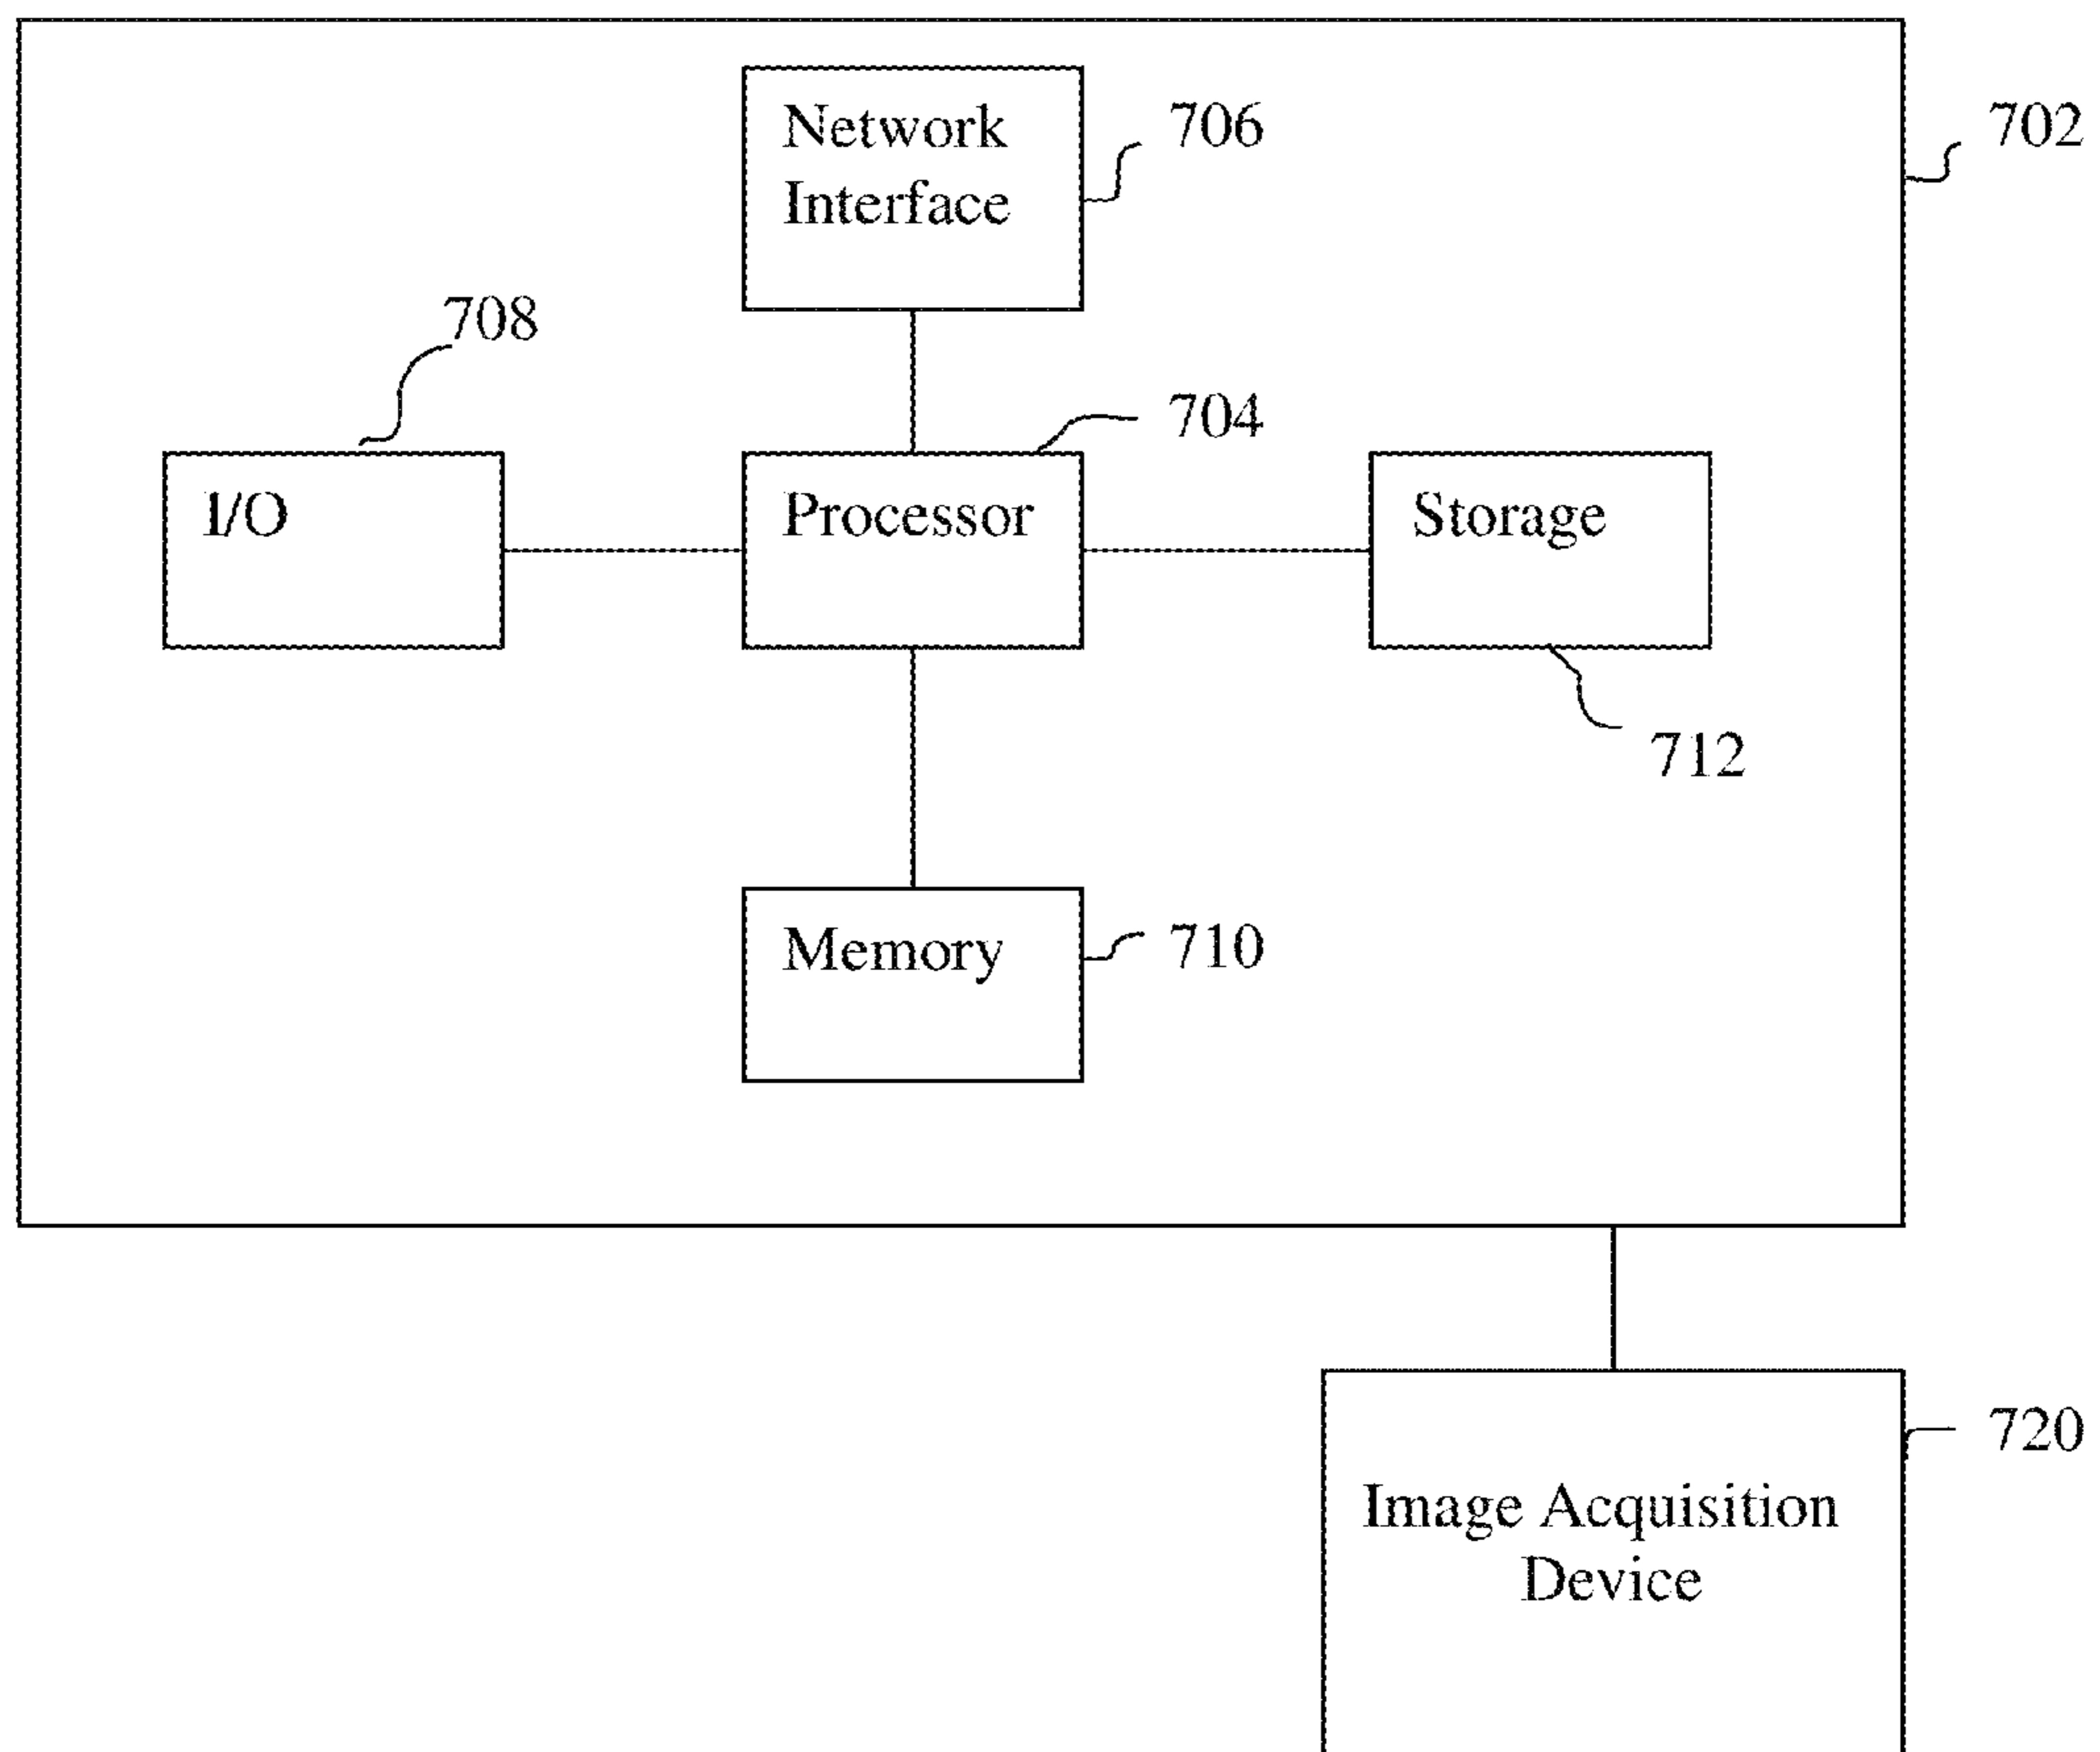 Network
Interface
706
702
708
704
I/O
Processor
Storage
712
Memory
710
720
Image Acquisition
Device